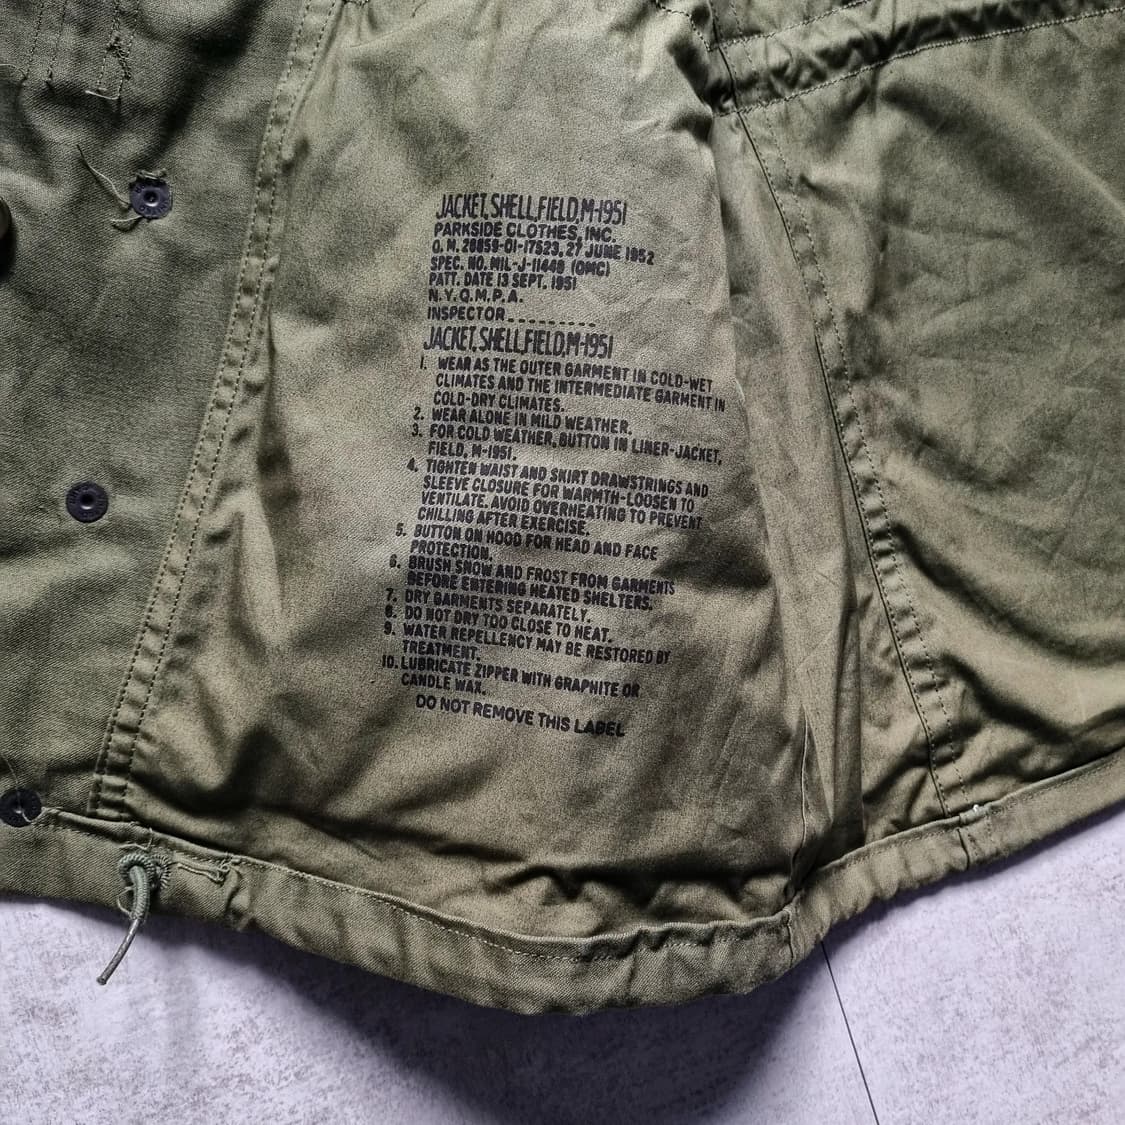 JACKET, SHELL, FIELD, M-1951
PARKSIDE CLOTHES, INC.
Q. M. 28859-OI-17523, 27 JUNE 1952
SPEC. NO. MIL-J-11448 (QMC)
PATT. DATE 13 SEPT. 1951
N. Y. Q. M. P. A.
INSPECTOR----------
JACKET, SHELL, FIELD, M-1951
1. WEAR AS THE OUTER GARMENT IN COLD-WET
CLIMATES AND THE INTERMEDIATE GARMENT IN
COLD-DRY CLIMATES.
2. WEAR ALONE IN MILD WEATHER.
3. FOR COLD WEATHER, BUTTON IN LINER-JACKET,
FIELD, M-1951.
4. TIGHTEN WAIST AND SKIRT DRAWSTRINGS AND
SLEEVE CLOSURE FOR WARMTH-LOOSEN TO
VENTILATE. AVOID OVERHEATING TO PREVENT
CHILLING AFTER EXERCISE.
5. BUTTON ON HOOD FOR HEAD AND FACE
PROTECTION.
6. BRUSH SNOW AND FROST FROM GARMENTS
BEFORE ENTERING HEATED SHELTERS.
7. DRY GARMENTS SEPARATELY.
8. DO NOT DRY TOO CLOSE TO HEAT.
9. WATER REPELLENCY MAY BE RESTORED BY
TREATMENT.
10. LUBRICATE ZIPPER WITH GRAPHITE OR
CANDLE WAX.
DO NOT REMOVE THIS LABEL